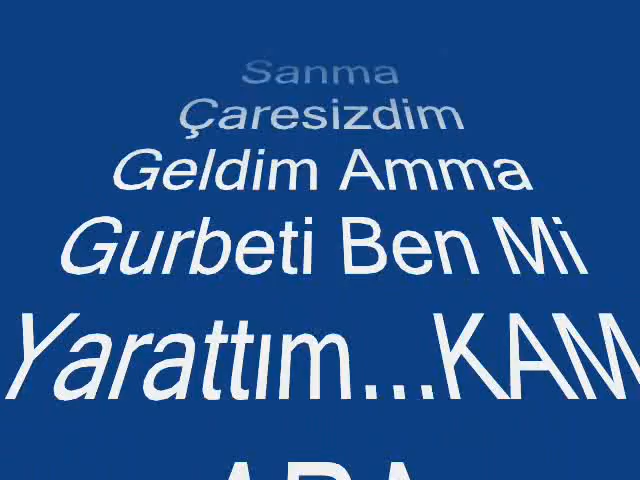 Sanma
Çaresizdim
Geldim Amma
Gurbeti Ben Mi
Yarattım...KAM